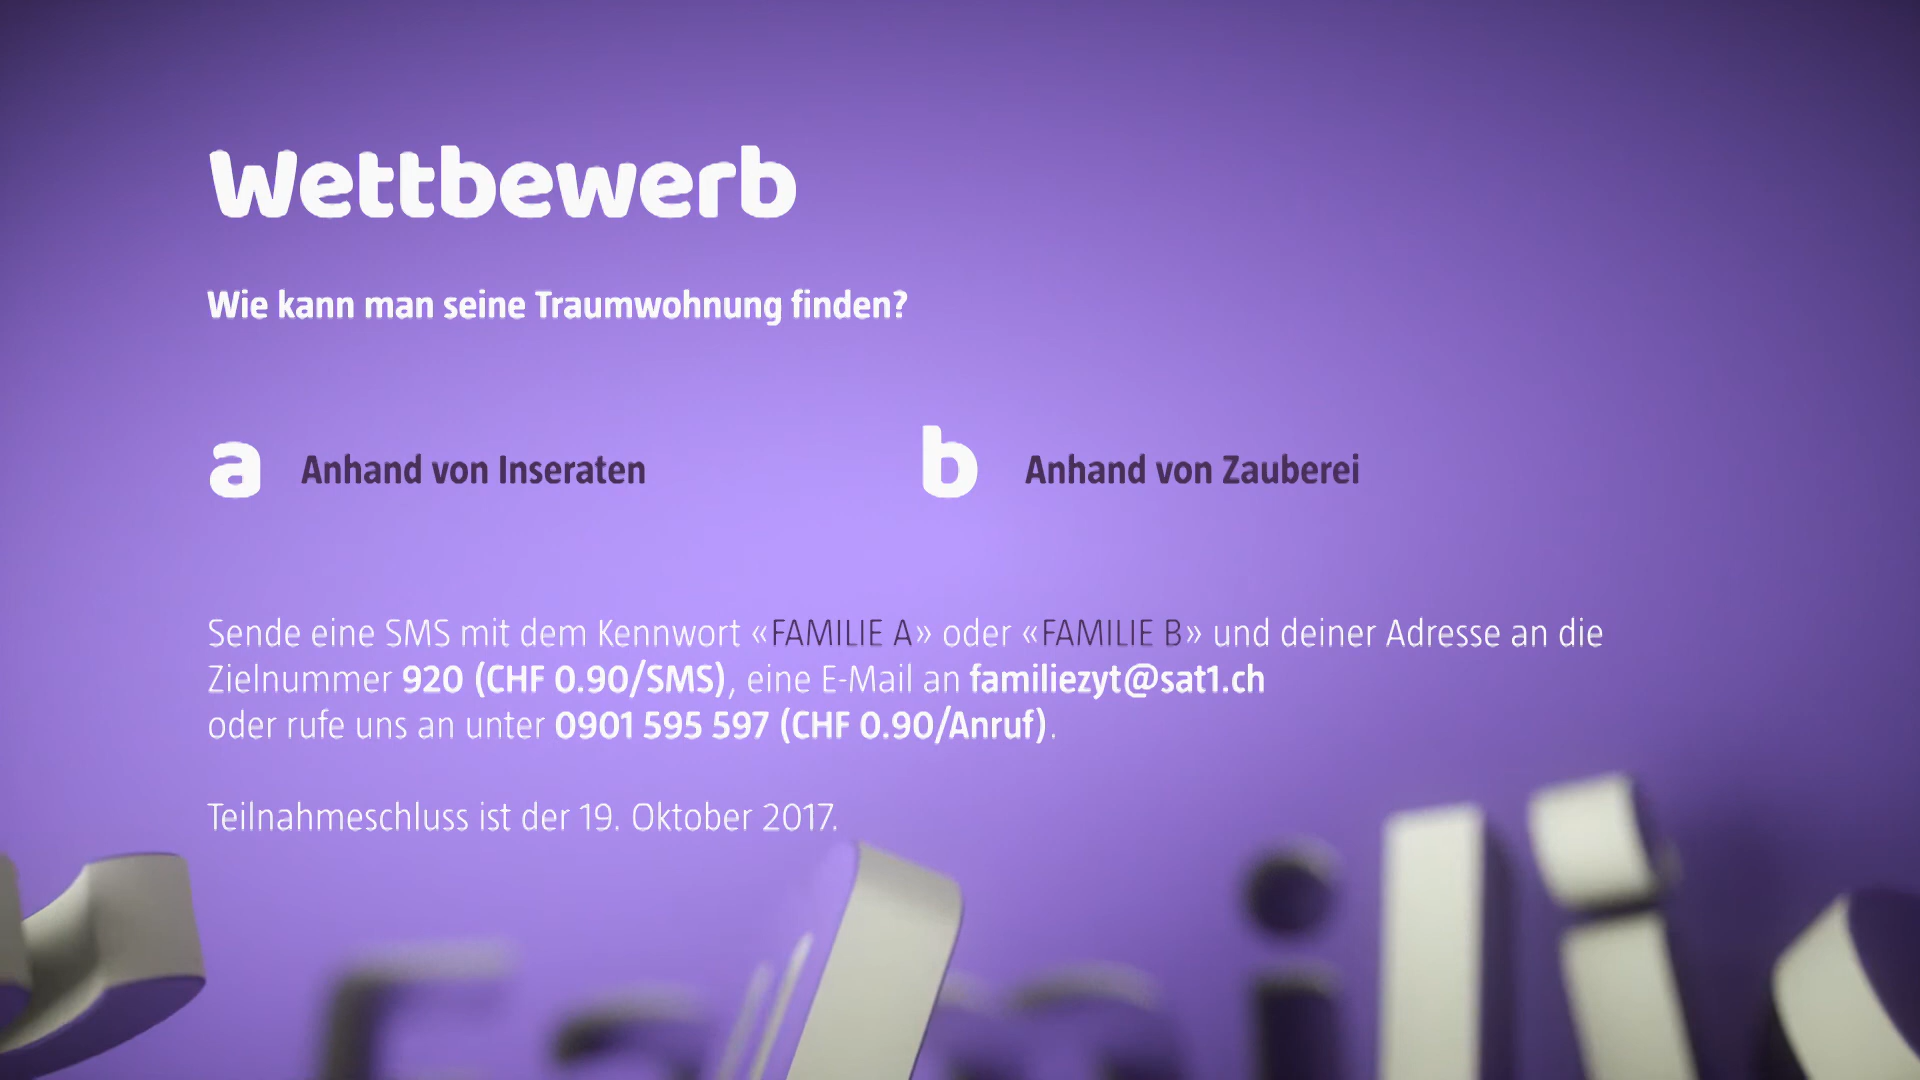 Wettbewerb
Wie kann man seine Traumwohnung finden?
a Anhand von Inseraten
b Anhand von Zauberei
Sende eine SMS mit dem Kennwort «FAMILIE A» oder «FAMILIE B» und deiner Adresse an die
Zielnummer 920 (CHF 0.90/SMS), eine E-Mail an familiezyt@sat1.ch
oder rufe uns an unter 0901 595 597 (CHF 0.90/Anruf).
Teilnahmeschluss ist der 19. Oktober 2017.